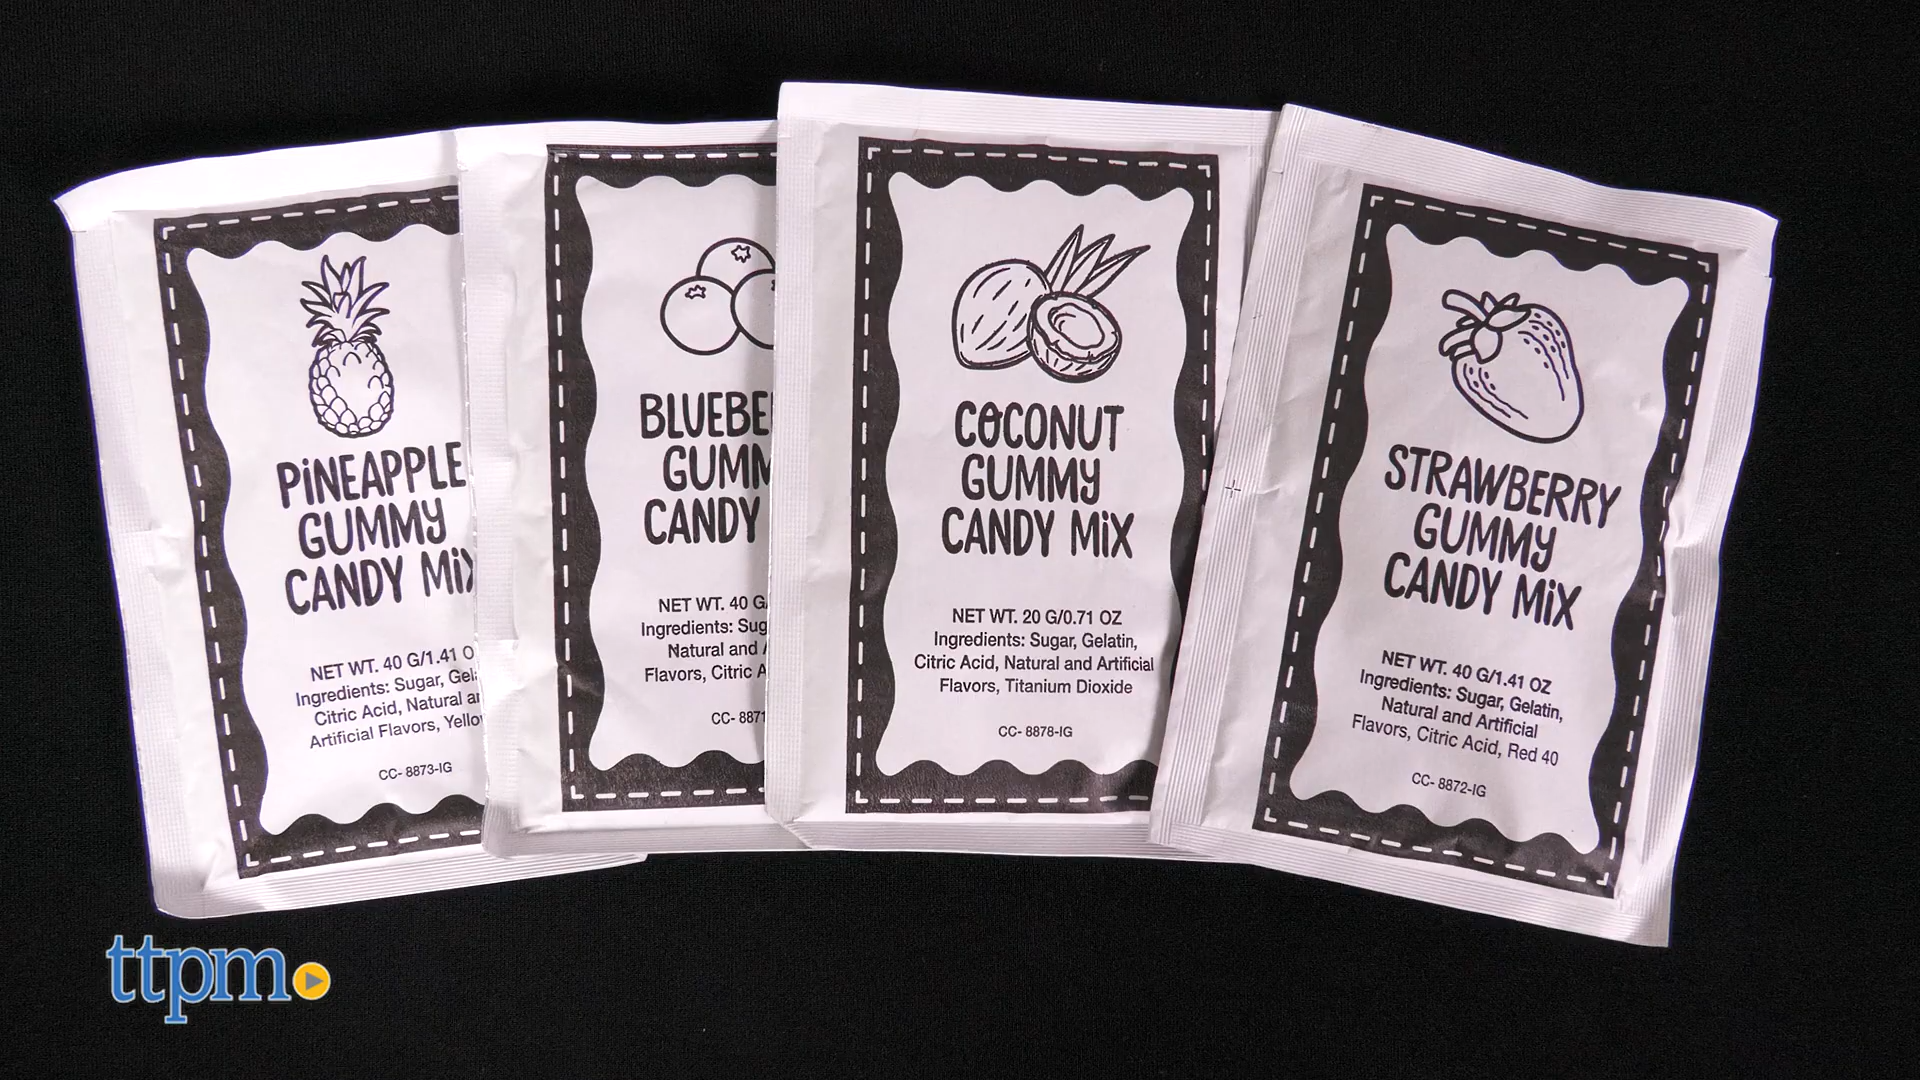 PiNEAPPLE
GUMMY
CANDY Mi
NET WT. 40 G/1.41 O
Ingredients: Sugar,
Citric Acid, Natural
Artificial Flavors,
CC- 8873-IG
GUMM
CANDY
NET WT. 40 G
Ingredients:
Natural and
Flavors, Citric
CC- 8871
COCONUT
GUMMY
CANDY MiX
NET WT. 20 G/0.71 OZ
Ingredients: Sugar, Gelatin,
Citric Acid, Natural and Artificial
Flavors, Titanium Dioxide
CC- 8878-IG
STRAWBERRY
GUMMY
CANDY MiX
NET WT. 40 G/1.41 OZ
Ingredients: Sugar, Gelatin,
Natural and Artificial
Flavors, Citric Acid, Red 40
CC- 8872-IG
ttpm